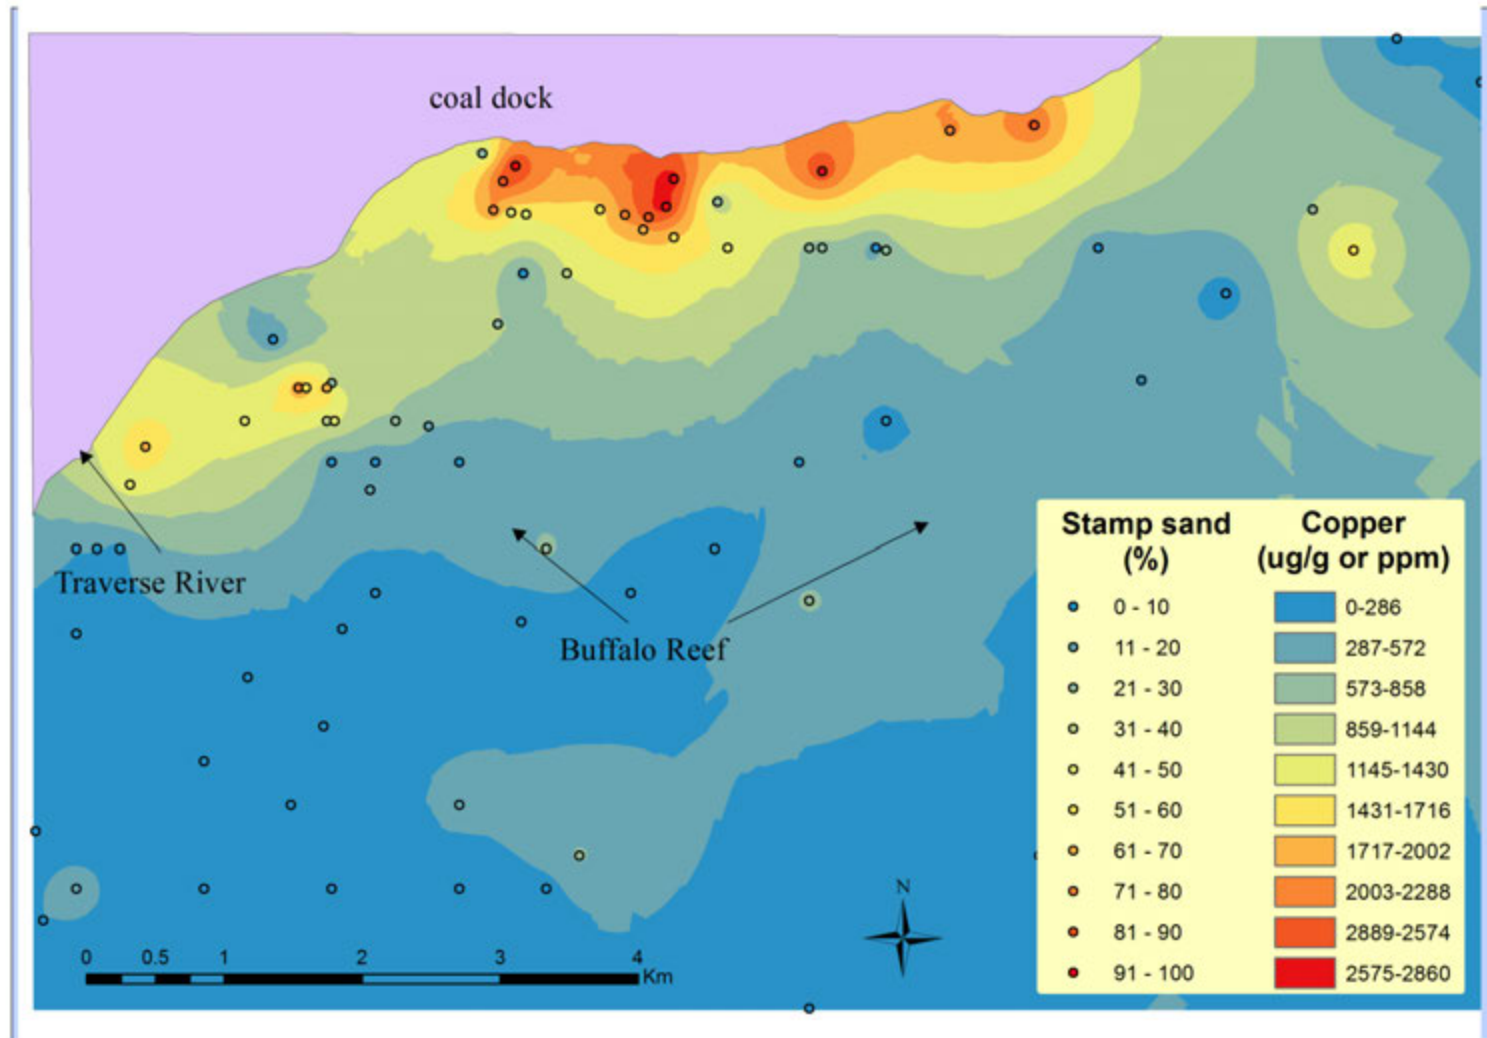 coal dock
Traverse River
Buffalo Reef
Stamp sand
(%)
Copper
(ug/g or ppm)
0 - 10
0-286
11 - 20
287-572
21 - 30
573-858
31 - 40
859-1144
41 - 50
1145-1430
51 - 60
1431-1716
61 - 70
1717-2002
71 - 80
2003-2288
81 - 90
2889-2574
91 - 100
2575-2860
N
0 0.5 1 2 3 4
Km